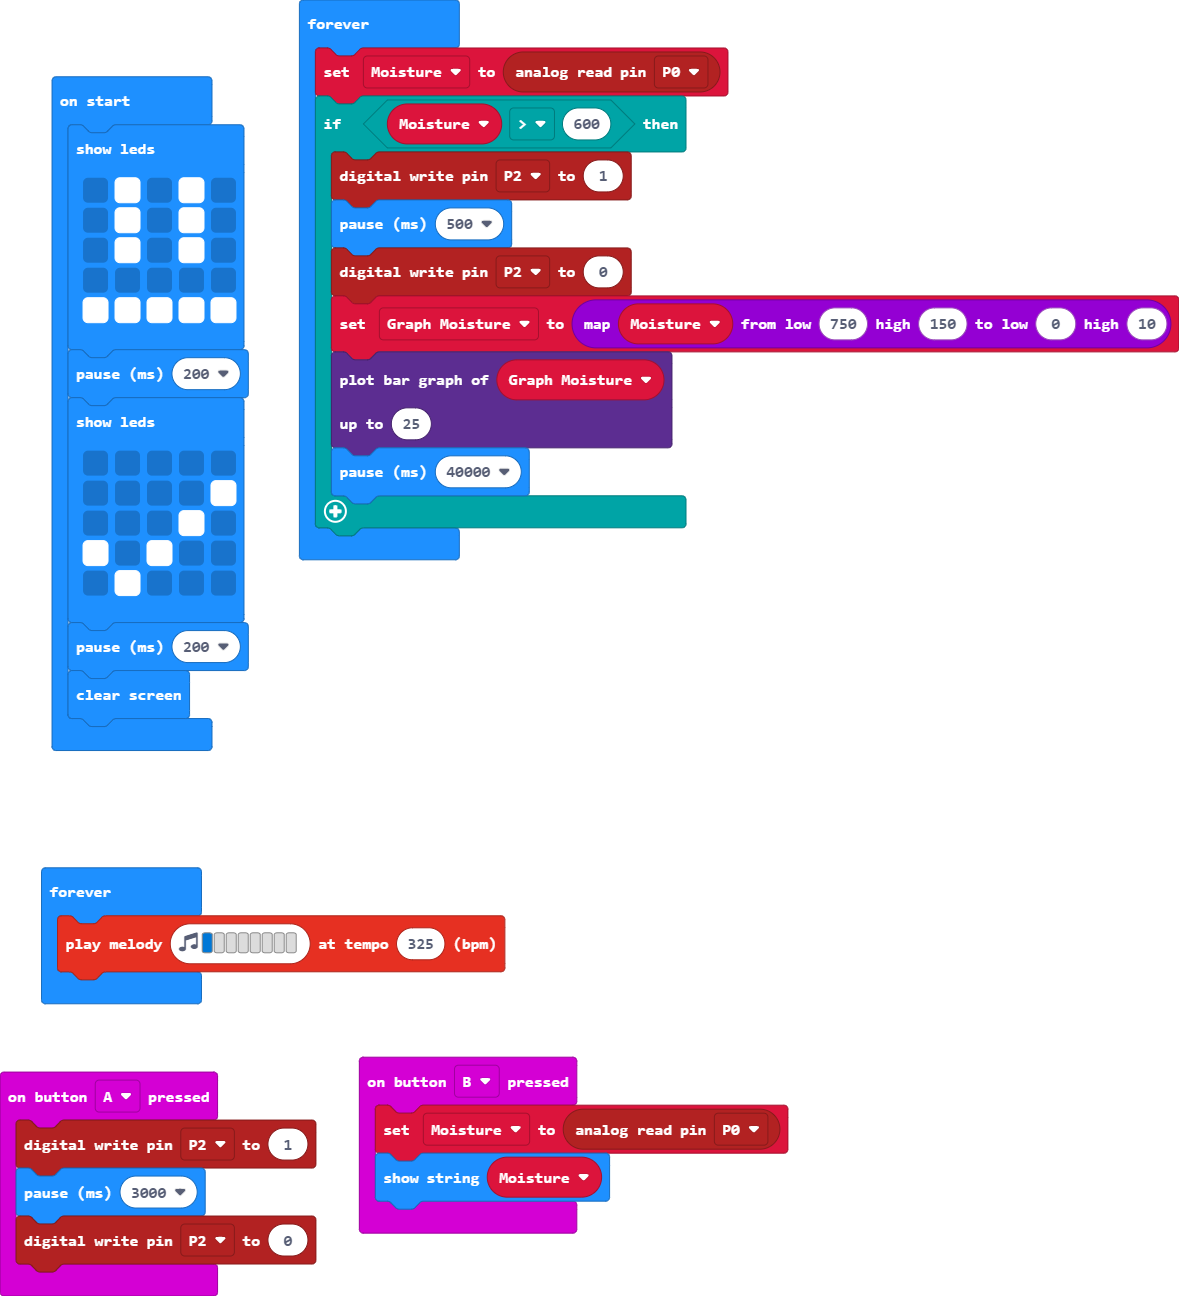 forever
set Moisture to analog read pin P0
if Moisture > 600 then
digital write pin P2 to 1
pause (ms) 500
digital write pin P2 to 0
set Graph Moisture to map Moisture from low 750 high 150 to low 0 high 10
plot bar graph of Graph Moisture
up to 25
pause (ms) 40000
on start
show leds
pause (ms) 200
show leds
pause (ms) 200
clear screen
forever
play melody at tempo 325 (bpm)
on button A pressed
digital write pin P2 to 1
pause (ms) 3000
digital write pin P2 to 0
on button B pressed
set Moisture to analog read pin P0
show string Moisture